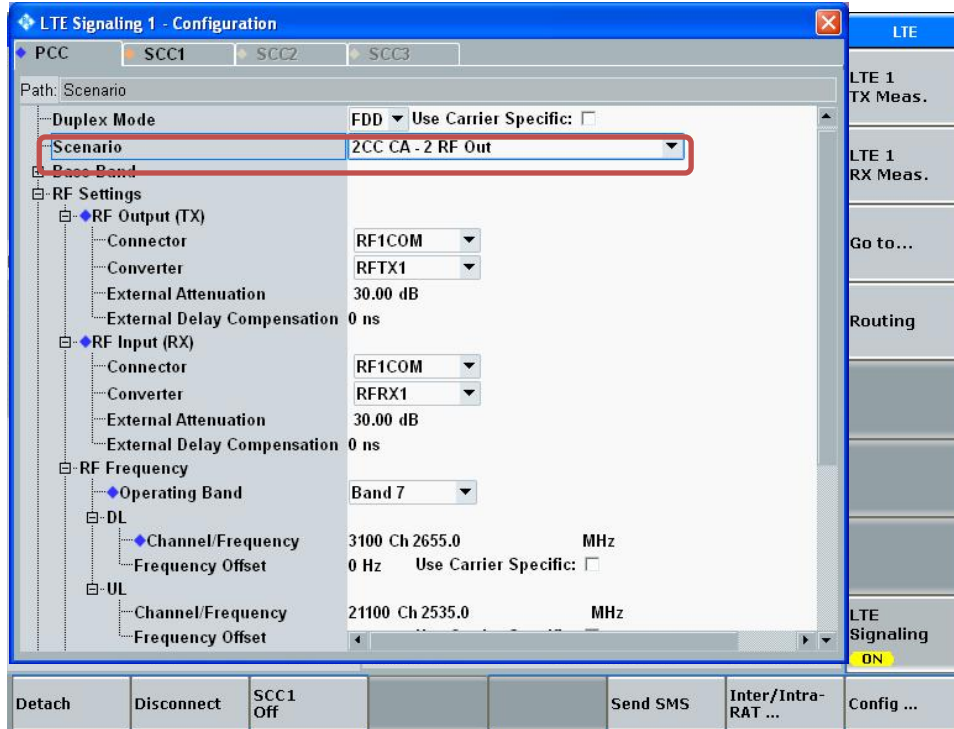 LTE Signaling 1 - Configuration
LTE
PCC SCC1 SCC2 SCC3
Path: Scenario
Duplex Mode FDD Use Carrier Specific:
Scenario 2CC CA - 2 RF Out
Base Band
RF Settings
RF Output (TX)
Connector RF1COM
Converter RFTX1
External Attenuation 30.00 dB
External Delay Compensation 0 ns
RF Input (RX)
Connector RF1COM
Converter RFRX1
External Attenuation 30.00 dB
External Delay Compensation 0 ns
RF Frequency
Operating Band Band 7
DL
Channel/Frequency 3100 Ch 2655.0 MHz
Frequency Offset 0 Hz Use Carrier Specific:
UL
Channel/Frequency 21100 Ch 2535.0 MHz
Frequency Offset
LTE 1
TX Meas.
LTE 1
RX Meas.
Go to...
Routing
LTE
Signaling
ON
Detach
Disconnect
SCC1
Off
Send SMS
Inter/Intra-
RAT ...
Config ...